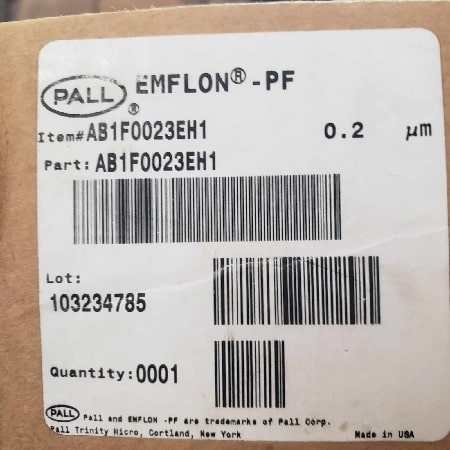 PALL® EMFLON®-PF
Item#AB1F0023EH1 0.2 µm
Part: AB1F0023EH1
Lot:
103234785
Quantity:0001
PALL Pall and EMFLON -PF are trademarks of Pall Corp.
Pall Trinity Micro, Cortland, New York Made in USA